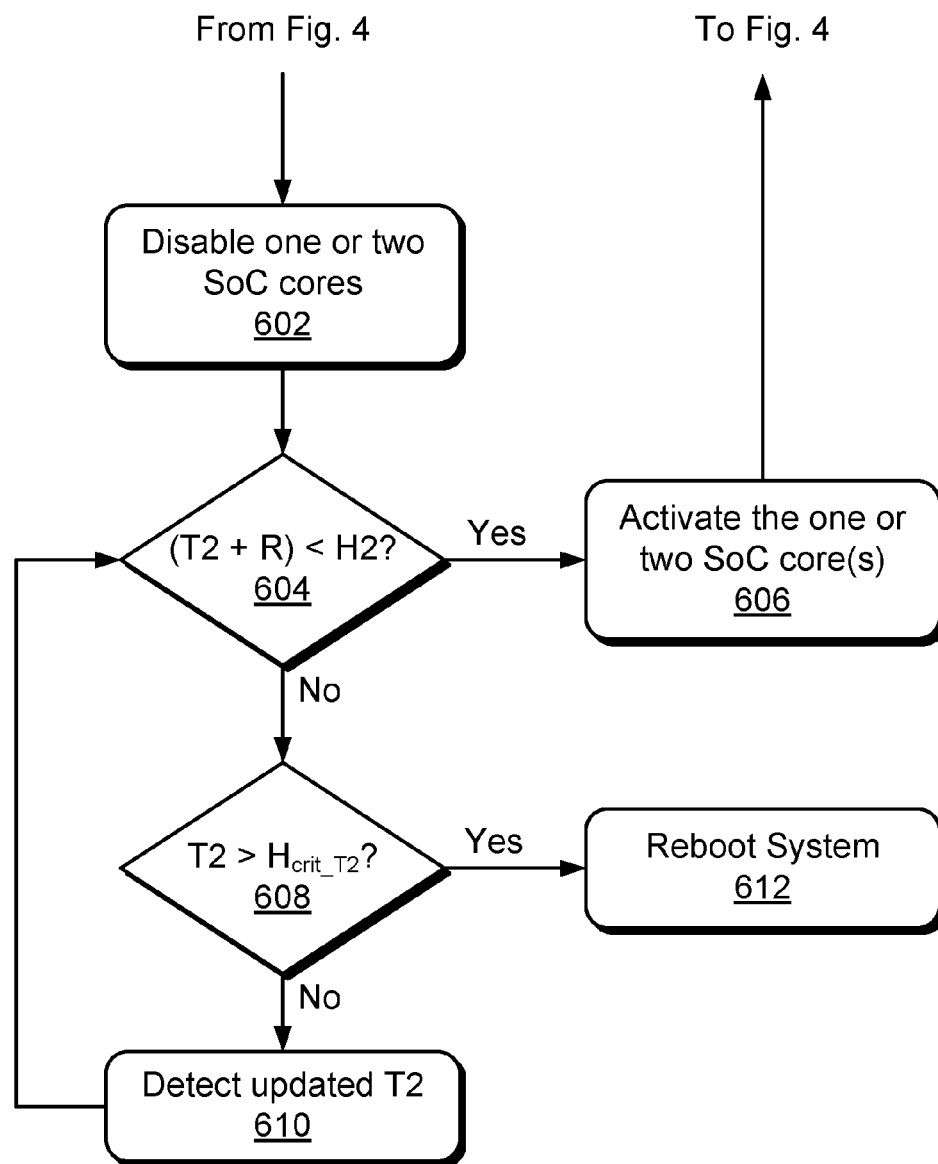 From Fig. 4
To Fig. 4
Disable one or two
SoC cores
602
(T2 + R) < H2?
604
Yes
Activate the one or
two SoC core(s)
606
No
T2 > Hcrit_T2?
608
Yes
Reboot System
612
No
Detect updated T2
610